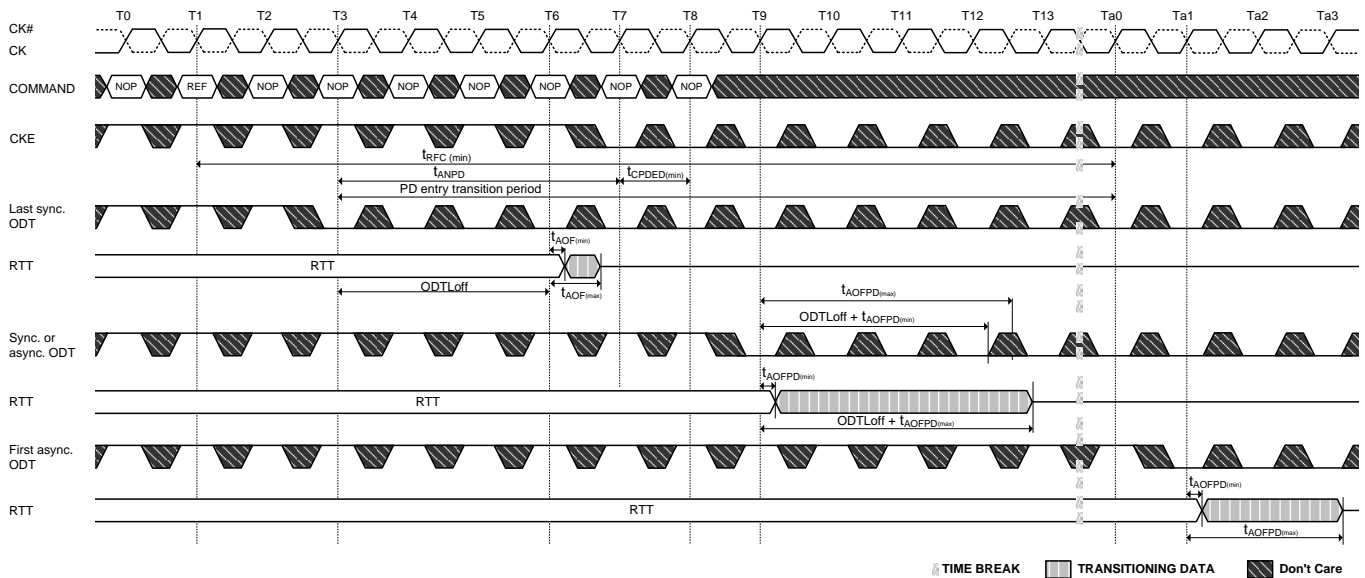 T0 T1 T2 T3 T4 T5 T6 T7 T8 T9 T10 T11 T12 T13 Ta0 Ta1 Ta2 Ta3
CK#
CK
COMMAND NOP REF NOP NOP NOP NOP NOP NOP NOP
CKE
tRFC (min)
tANPD tCPDED(min)
PD entry transition period
Last sync.
ODT
tAOF(min)
RTT RTT
ODTLoff tAOF(max)
tAOFPD(max)
ODTLoff + tAOFPD(min)
Sync. or
async. ODT
tAOFPD(min)
RTT RTT
ODTLoff + tAOFPD(max)
First async.
ODT
tAOFPD(min)
RTT RTT
tAOFPD(max)
TIME BREAK TRANSITIONING DATA Don't Care